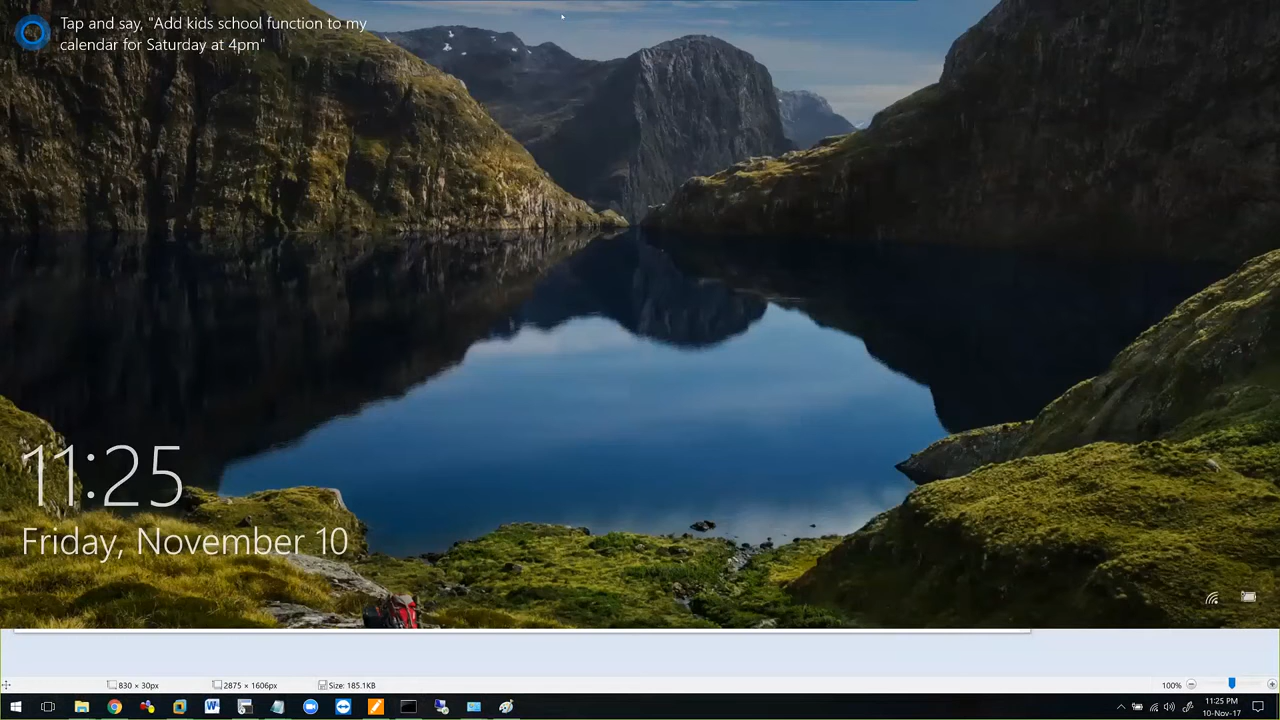 Tap and say, "Add kids school function to my
calendar for Saturday at 4pm"
11:25
Friday, November 10
830 × 30px
2875 × 1606px
Size: 185.1KB
100%
11:25 PM
10-Nov-17